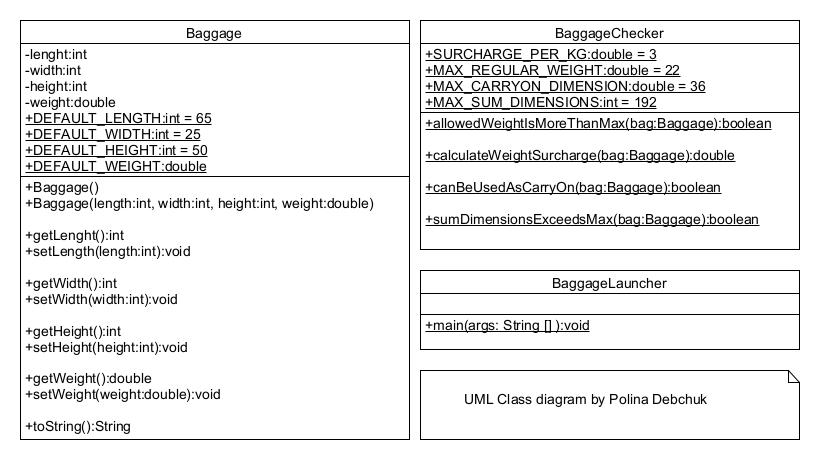 Baggage
-lenght:int
-width:int
-height:int
-weight:double
+DEFAULT_LENGTH:int = 65
+DEFAULT_WIDTH:int = 25
+DEFAULT_HEIGHT:int = 50
+DEFAULT_WEIGHT:double
+Baggage()
+Baggage(length:int, width:int, height:int, weight:double)
+getLenght():int
+setLength(length:int):void
+getWidth():int
+setWidth(width:int):void
+getHeight():int
+setHeight(height:int):void
+getWeight():double
+setWeight(weight:double):void
+toString():String
BaggageChecker
+SURCHARGE_PER_KG:double = 3
+MAX_REGULAR_WEIGHT:double = 22
+MAX_CARRYON_DIMENSION:double = 36
+MAX_SUM_DIMENSIONS:int = 192
+allowedWeightIsMoreThanMax(bag:Baggage):boolean
+calculateWeightSurcharge(bag:Baggage):double
+canBeUsedAsCarryOn(bag:Baggage):boolean
+sumDimensionsExceedsMax(bag:Baggage):boolean
BaggageLauncher
+main(args: String [] ):void
UML Class diagram by Polina Debchuk